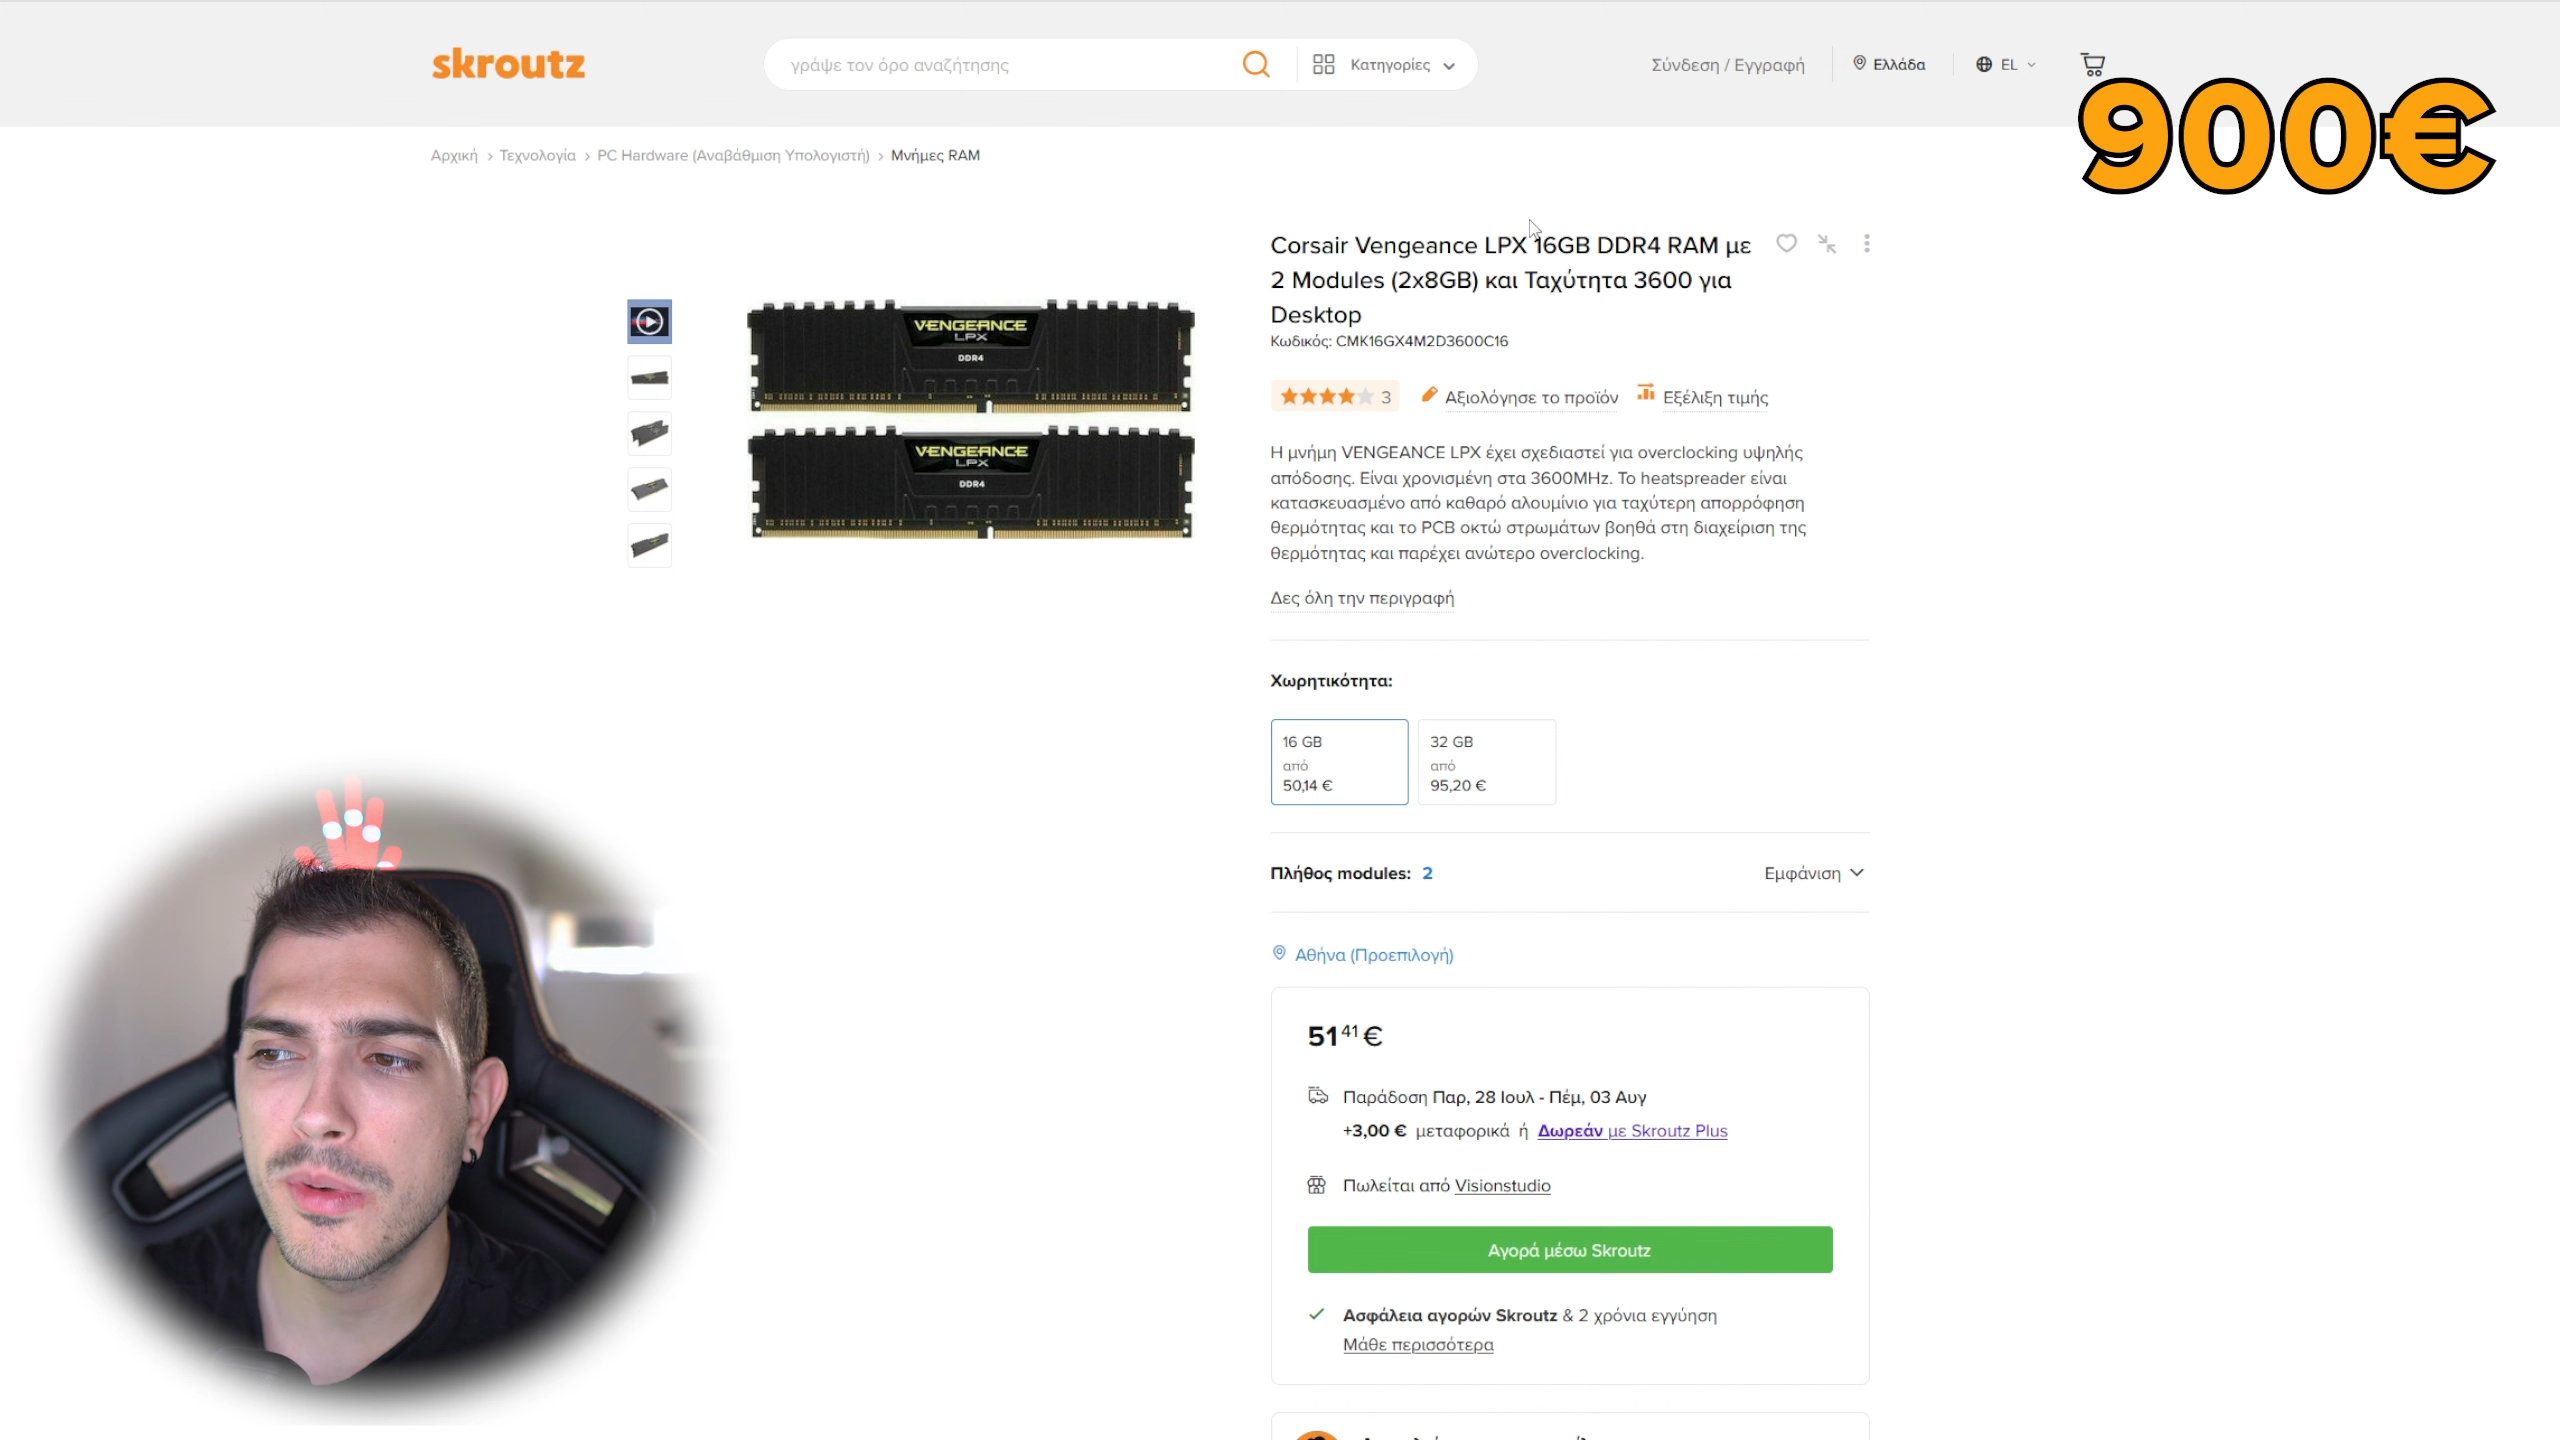 skroutz
γράψε τον όρο αναζήτησης
Κατηγορίες
Σύνδεση / Εγγραφή
Ελλάδα
EL
900€
Αρχική > Τεχνολογία > PC Hardware (Αναβάθμιση Υπολογιστή) > Μνήμες RAM
Corsair Vengeance LPX 16GB DDR4 RAM με
2 Modules (2x8GB) και Ταχύτητα 3600 για
Desktop
Κωδικός: CMK16GX4M2D3600C16
3
Αξιολόγησε το προϊόν
Εξέλιξη τιμής
VENGEANCE
LPX
DDR4
VENGEANCE
LPX
DDR4
Η μνήμη VENGEANCE LPX έχει σχεδιαστεί για overclocking υψηλής
απόδοσης. Είναι χρονισμένη στα 3600MHz. Το heatspreader είναι
κατασκευασμένο από καθαρό αλουμίνιο για ταχύτερη απορρόφηση
θερμότητας και το PCB οκτώ στρωμάτων βοηθά στη διαχείριση της
θερμότητας και παρέχει ανώτερο overclocking.
Δες όλη την περιγραφή
Χωρητικότητα:
16 GB
από
50,14 €
32 GB
από
95,20 €
Πλήθος modules: 2
Εμφάνιση
Αθήνα (Προεπιλογή)
51 41 €
Παράδοση Παρ, 28 Ιουλ - Πέμ, 03 Αυγ
+3,00 € μεταφορικά ή Δωρεάν με Skroutz Plus
Πωλείται από Visionstudio
Αγορά μέσω Skroutz
Ασφάλεια αγορών Skroutz & 2 χρόνια εγγύηση
Μάθε περισσότερα